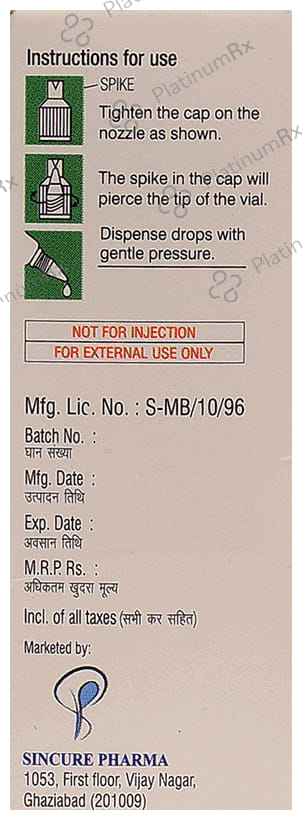 Instructions for use
SPIKE
Tighten the cap on the
nozzle as shown.
The spike in the cap will
pierce the tip of the vial.
Dispense drops with
gentle pressure.
NOT FOR INJECTION
FOR EXTERNAL USE ONLY
Mfg. Lic. No. : S-MB/10/96
Batch No. :
घान संख्या
Mfg. Date :
उत्पादन तिथि
Exp. Date :
अवसान तिथि
M.R.P. Rs. :
अधिकतम खुदरा मूल्य
Incl. of all taxes (सभी कर सहित)
Marketed by:
SINCURE PHARMA
1053, First floor, Vijay Nagar,
Ghaziabad (201009)
PlatinumRx
PlatinumRx
PlatinumRx